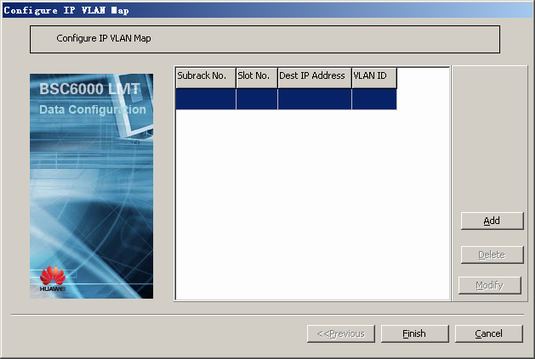 Configure IP VLAN Map
Configure IP VLAN Map
Subrack No. Slot No. Dest IP Address VLAN ID
BSC6000 LMT
Data Configuration
HUAWEI
Add
Delete
Modify
<<Previous Finish Cancel